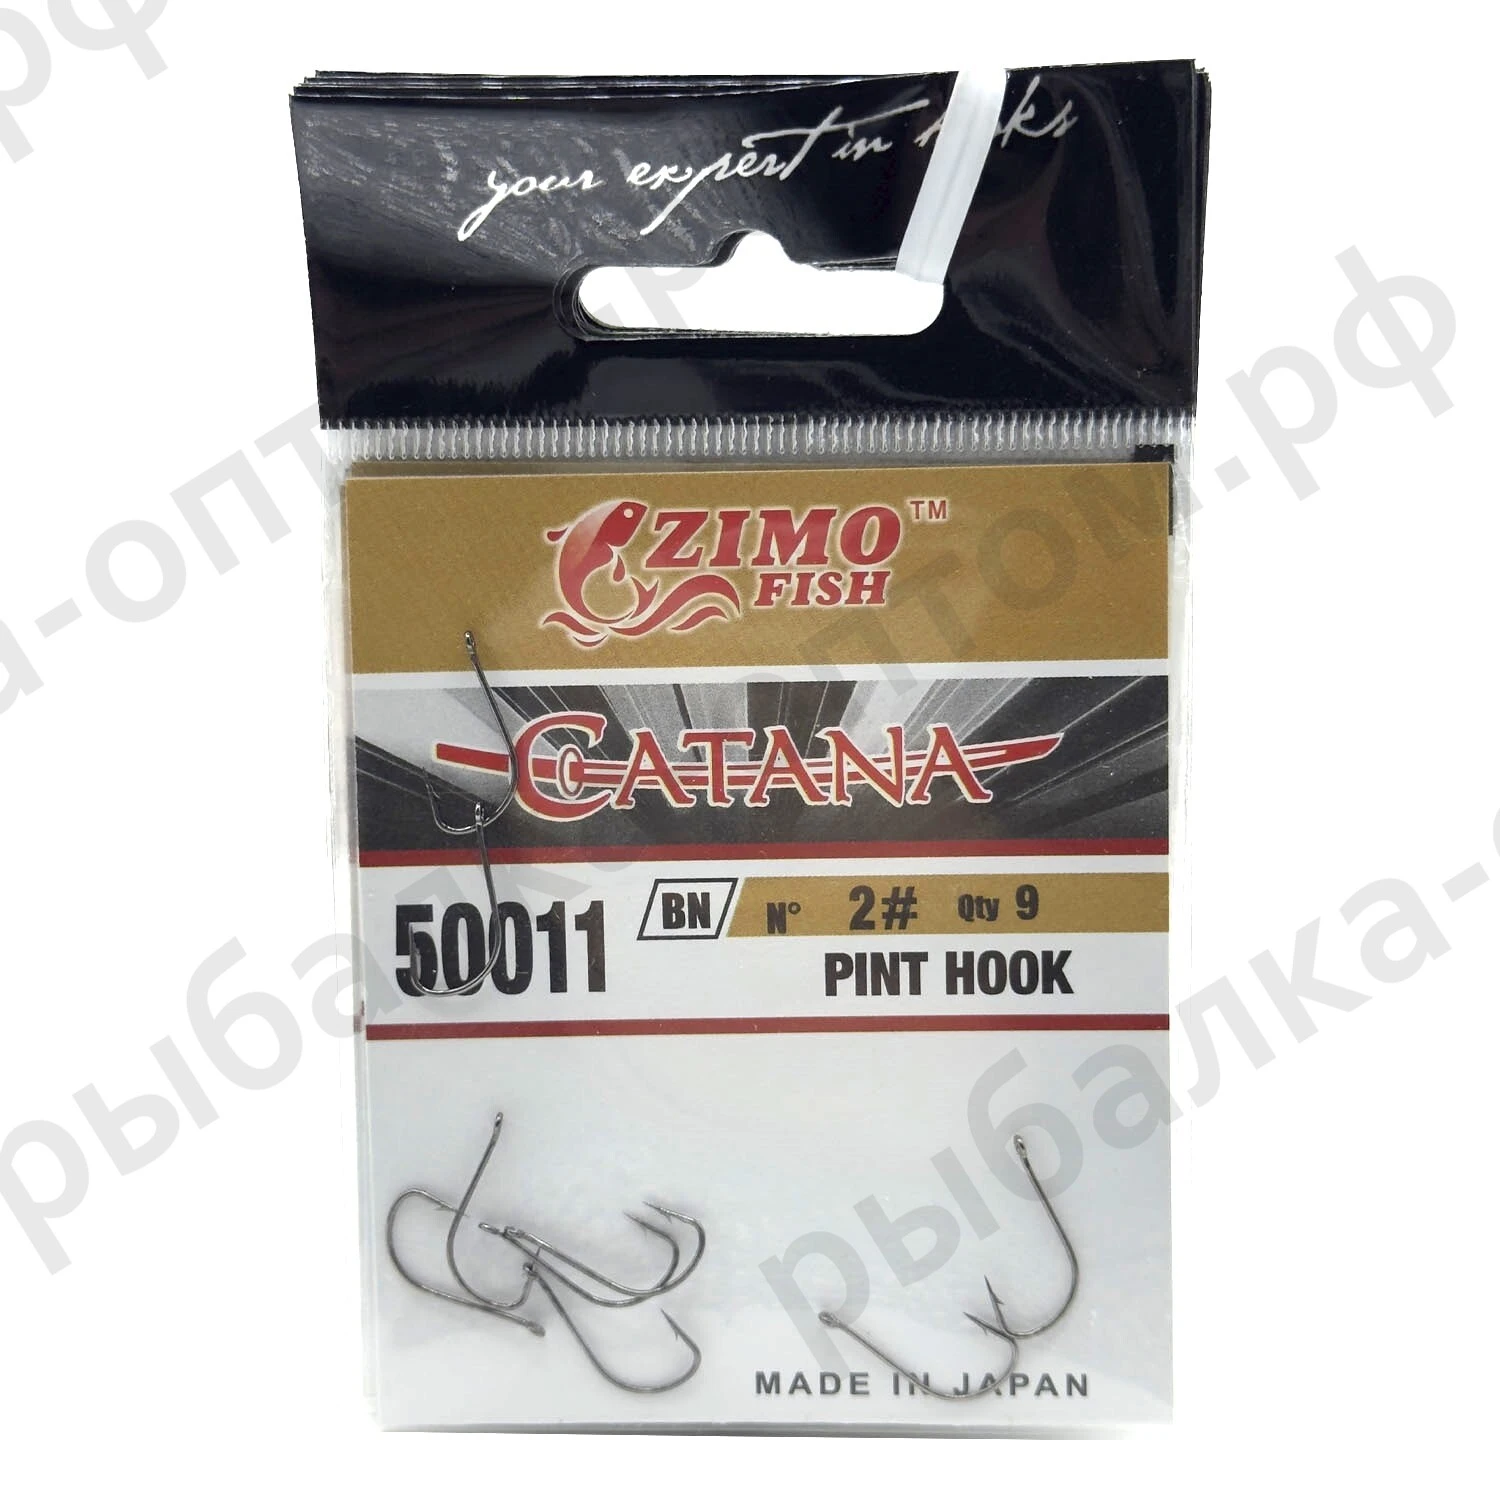 your expert in hooks
ZIMO™
FISH
CATANA
50011 BN N° 2# Qty 9
PINT HOOK
MADE IN JAPAN
рыбалка-оптом.рф
рыбалка-оптом.рф